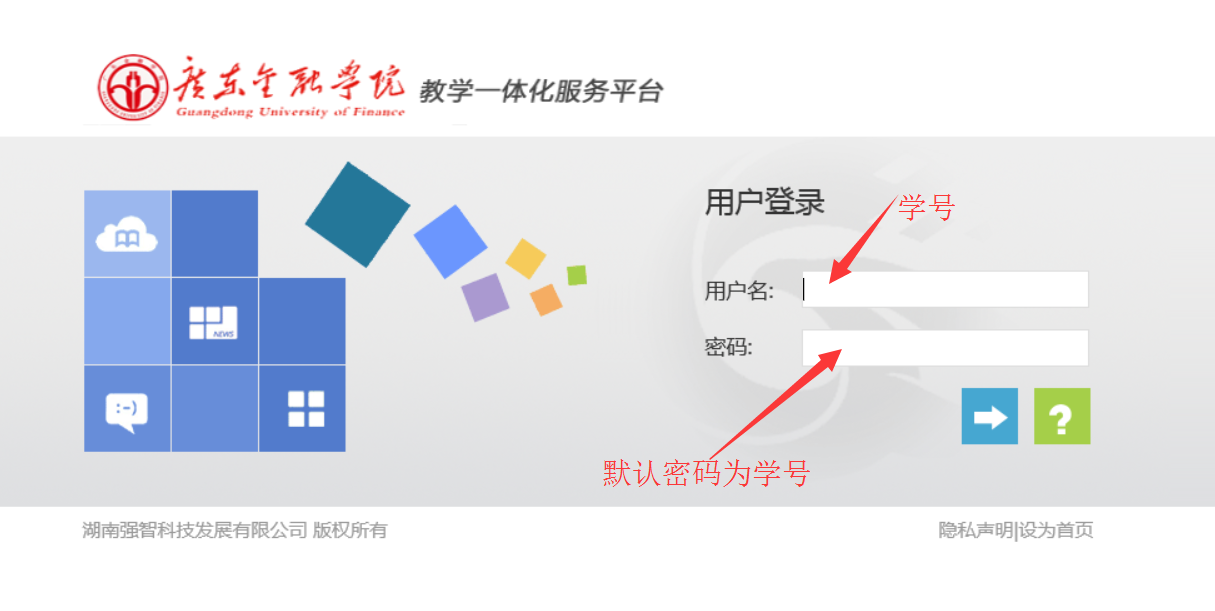 广东金融学院
Guangdong University of Finance
教学一体化服务平台
用户登录
学号
用户名:
密码:
NEWS
:-)
?
默认密码为学号
湖南强智科技发展有限公司 版权所有
隐私声明|设为首页